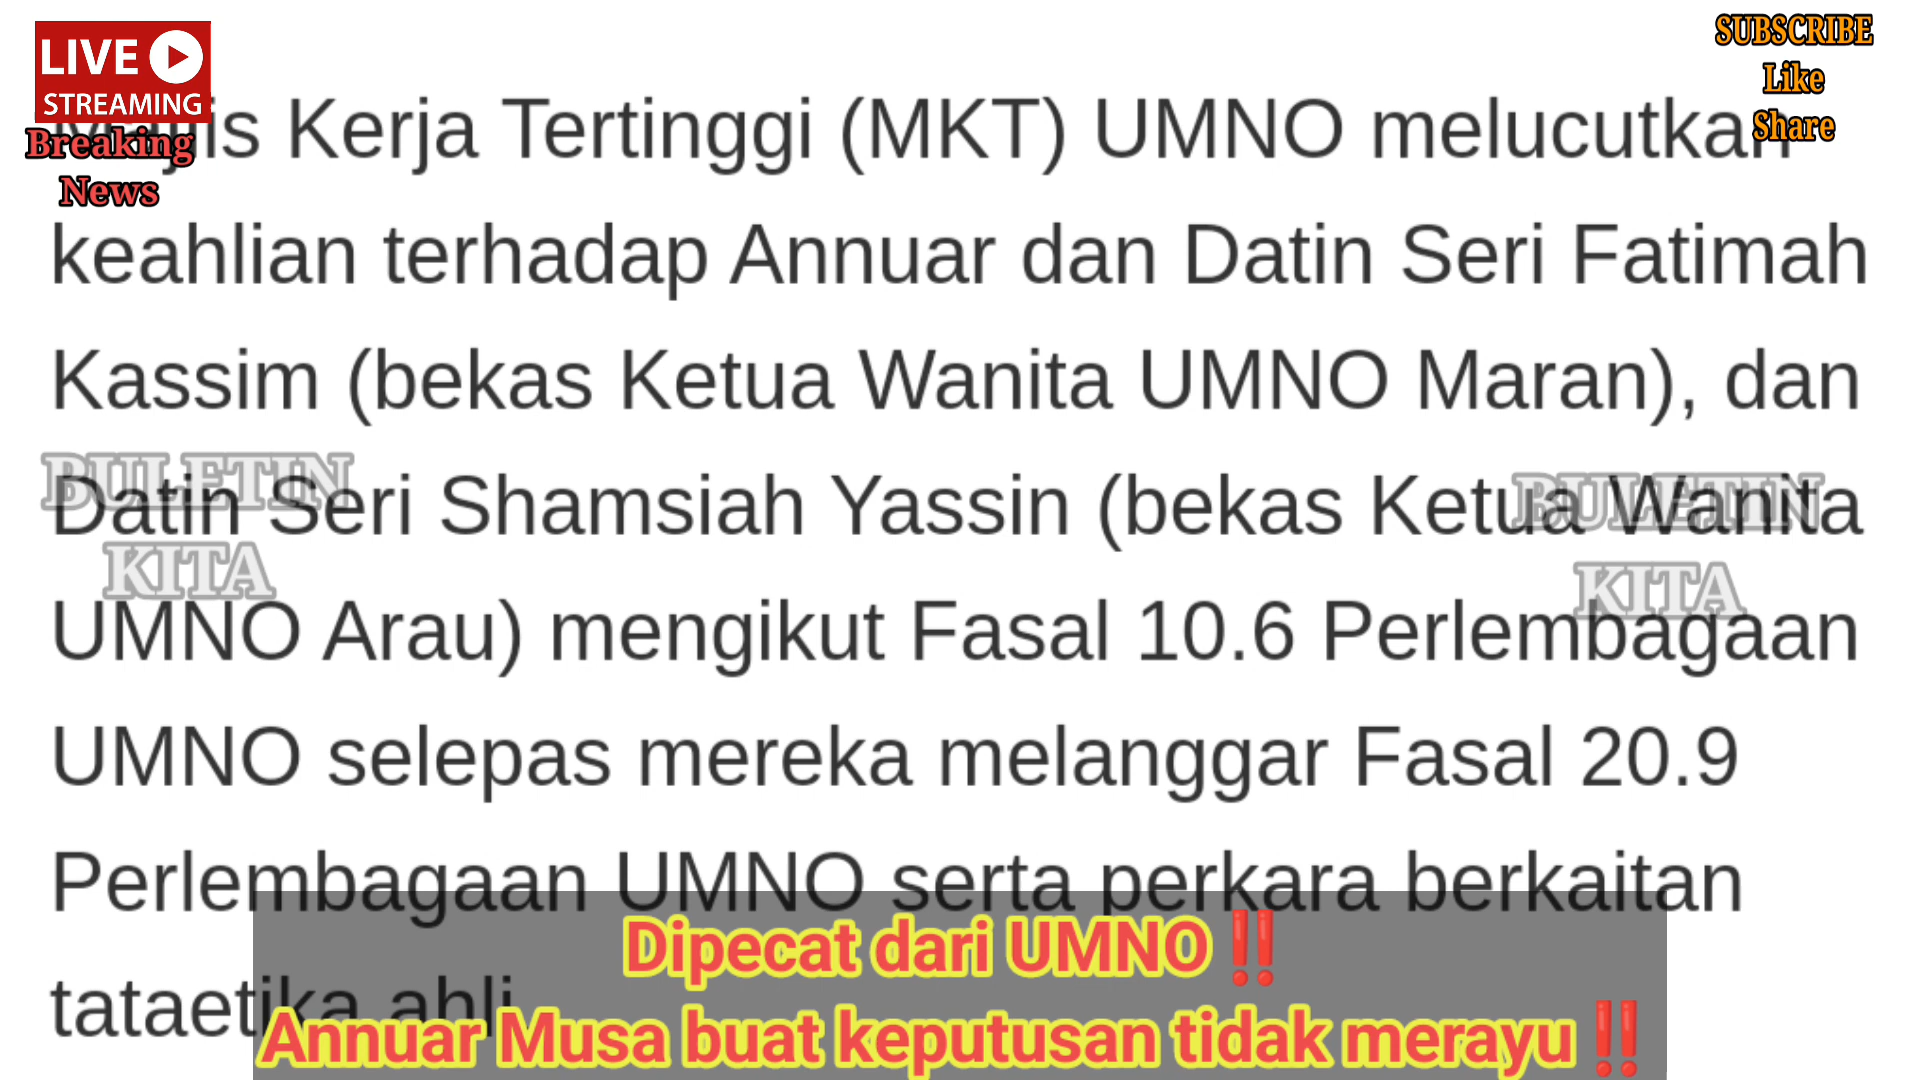 LIVE
STREAMING
Breaking
News
SUBSCRIBE
Like
Share
Majlis Kerja Tertinggi (MKT) UMNO melucutkan
keahlian terhadap Annuar dan Datin Seri Fatimah
Kassim (bekas Ketua Wanita UMNO Maran), dan
Datin Seri Shamsiah Yassin (bekas Ketua Wanita
UMNO Arau) mengikut Fasal 10.6 Perlembagaan
UMNO selepas mereka melanggar Fasal 20.9
Perlembagaan UMNO serta perkara berkaitan
tataetika ahli
BULETIN
KITA
BULETIN
KITA
Dipecat dari UMNO‼
Annuar Musa buat keputusan tidak merayu‼